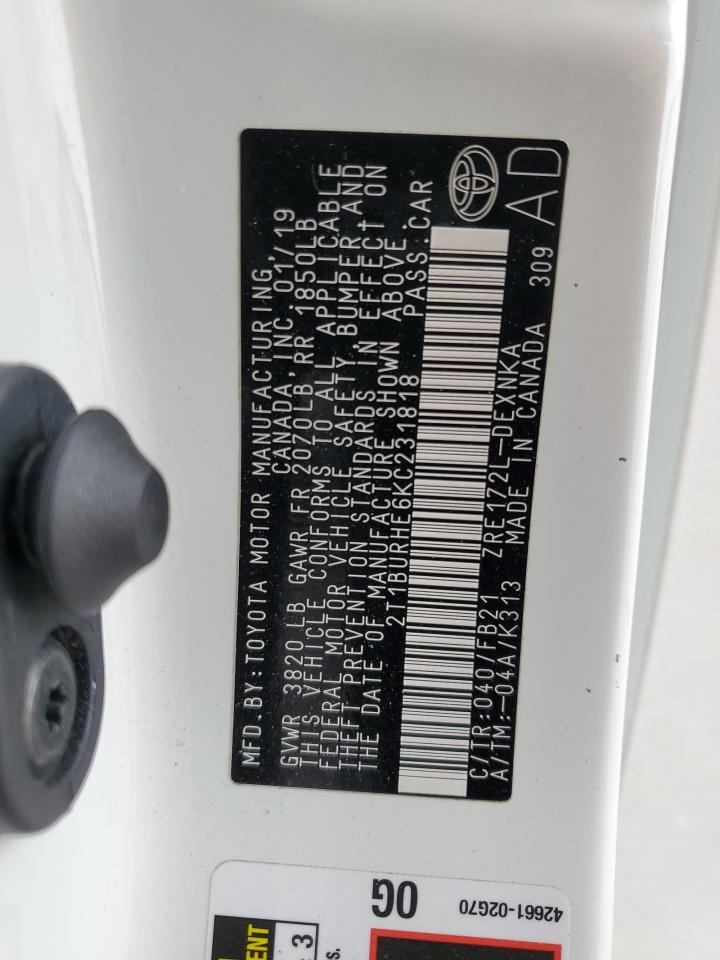 MFD.BY:TOYOTA MOTOR MANUFACTURING,
CANADA, INC. 01/19
GVWR 3820LB GAWR FR 2070LB RR 1850LB
THIS VEHICLE CONFORMS TO ALL APPLICABLE
FEDERAL MOTOR VEHICLE SAFETY, BUMPER, AND
THEFT PREVENTION STANDARDS IN EFFECT ON
THE DATE OF MANUFACTURE SHOWN ABOVE.
2T1BURHE6KC231818 PASS.CAR
C/TR:040/FB21 ZRE172L-DEXNKA
A/TM:-04A/K313 MADE IN CANADA 309
AD
OG
42661-02G70
3